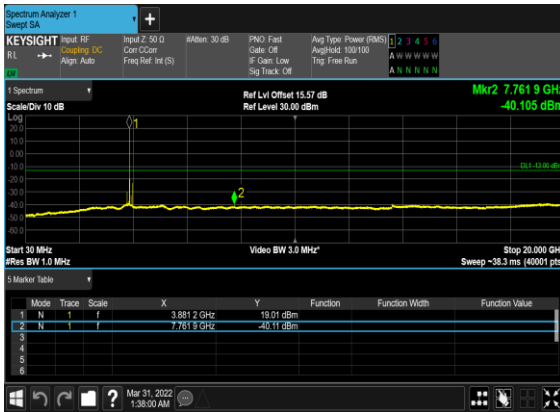 Spectrum Analyzer 1
Swept SA
+
KEYSIGHT
RL
Input: RF
Coupling: DC
Align: Auto
Input Z: 50 Ω
Corr CCorr
Freq Ref: Int (S)
#Atten: 30 dB
PNO: Fast
Gate: Off
IF Gain: Low
Sig Track: Off
Avg Type: Power (RMS)
Avg|Hold: 100/100
Trig: Free Run
1 2 3 4 5 6
A W W W W W
A N N N N N
1 Spectrum
Scale/Div 10 dB
Ref Lvl Offset 15.57 dB
Ref Level 30.00 dBm
Mkr2 7.761 9 GHz
-40.105 dBm
Log
20.0
10.0
0.00
-10.0
-20.0
-30.0
-40.0
-50.0
-60.0
1
2
DL1 -13.00 dBm
Start 30 MHz
#Res BW 1.0 MHz
Video BW 3.0 MHz*
Stop 20.000 GHz
Sweep ~38.3 ms (40001 pts)
5 Marker Table
Mode Trace Scale X Y Function Function Width Function Value
1 N 1 f 3.881 2 GHz 19.01 dBm
2 N 1 f 7.761 9 GHz -40.11 dBm
3
4
5
6
?
Mar 31, 2022
1:38:00 AM